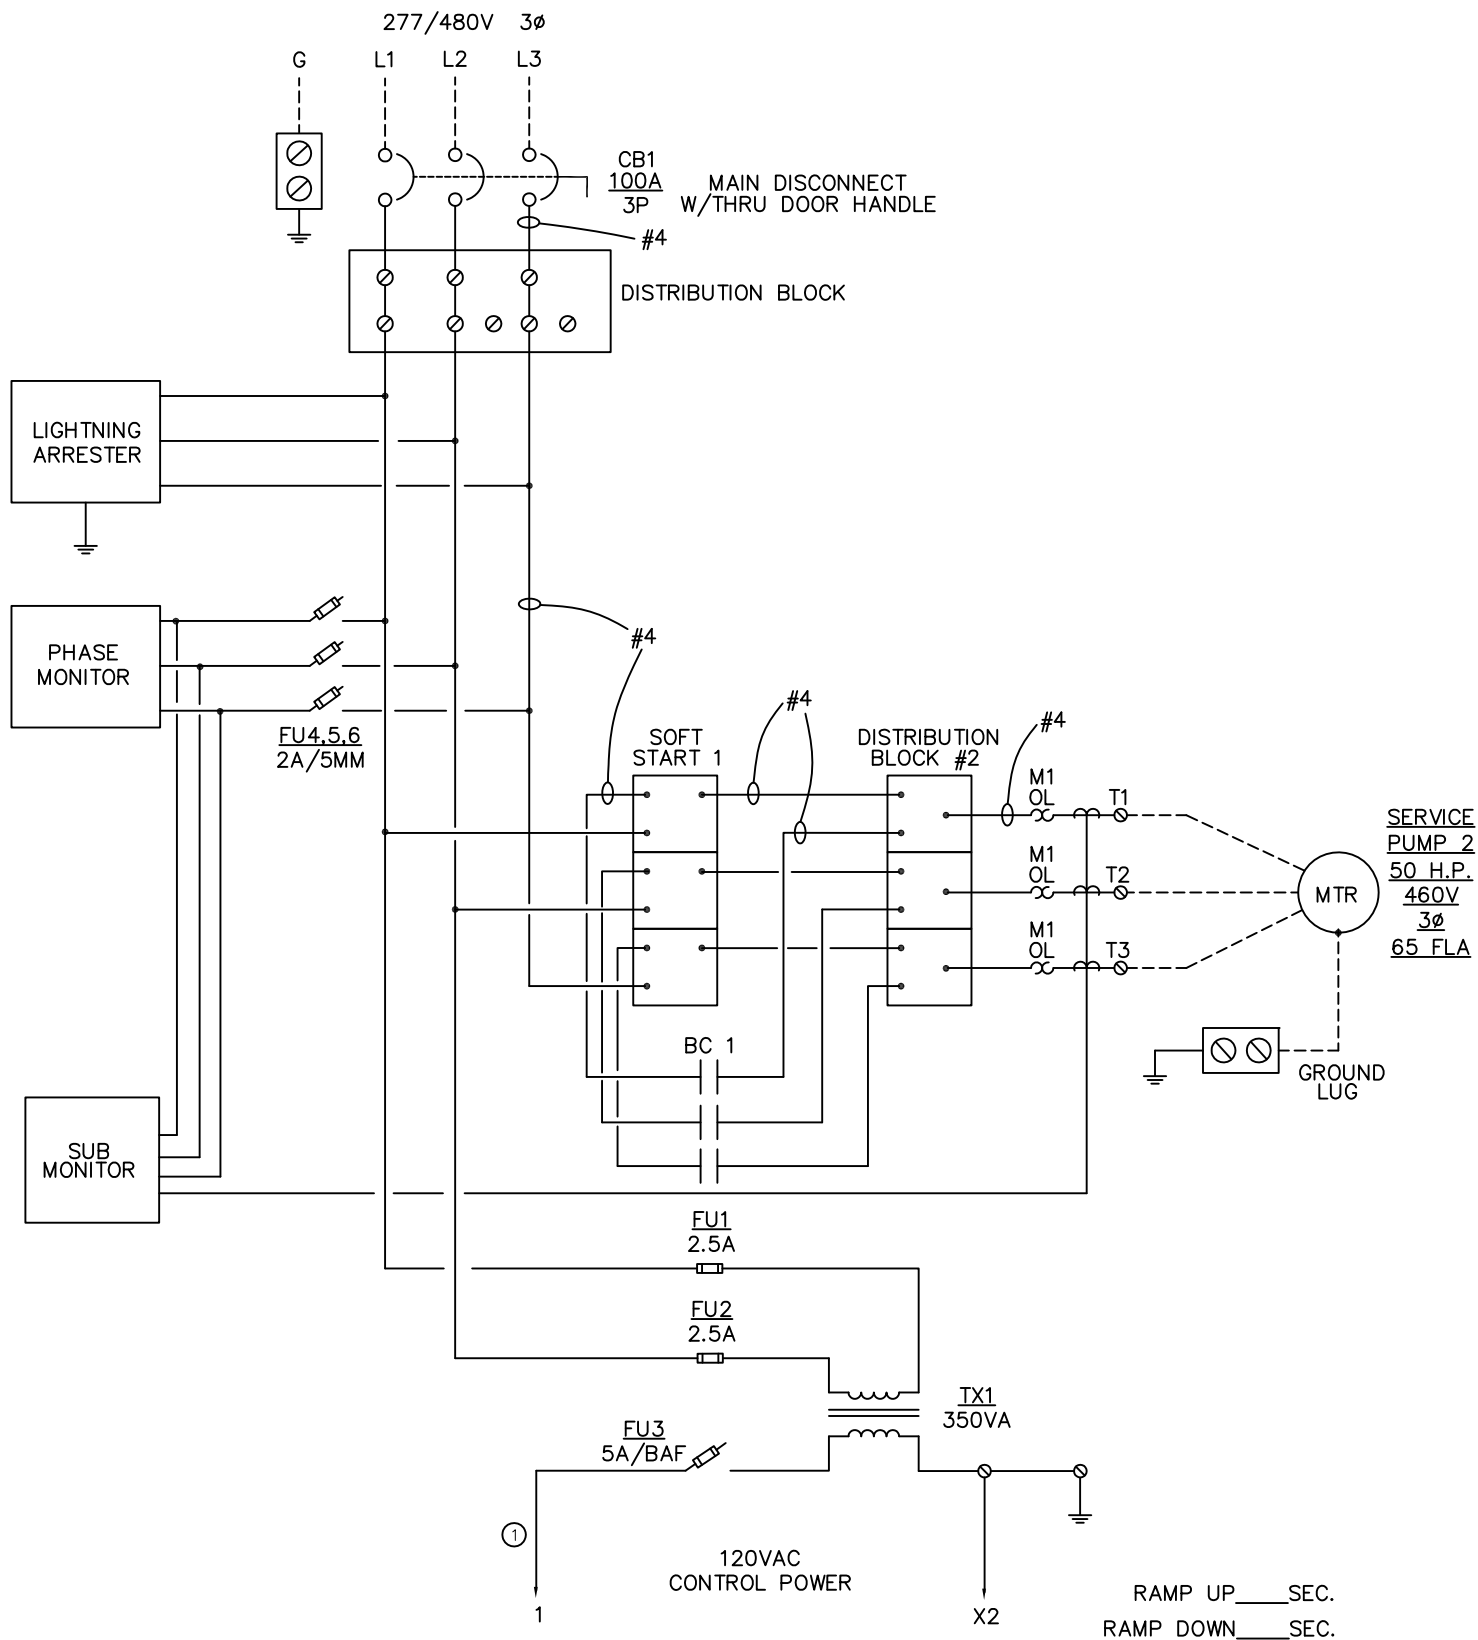 277/480V 3ø
G L1 L2 L3
CB1
100A
3P
MAIN DISCONNECT
W/THRU DOOR HANDLE
#4
DISTRIBUTION BLOCK
LIGHTNING
ARRESTER
PHASE
MONITOR
FU4,5,6
2A/5MM
#4
#4
#4
SOFT
START 1
DISTRIBUTION
BLOCK #2
M1
OL
T1
M1
OL
T2
M1
OL
T3
MTR
SERVICE
PUMP 2
50 H.P.
460V
3ø
65 FLA
BC 1
GROUND
LUG
SUB
MONITOR
FU1
2.5A
FU2
2.5A
TX1
350VA
FU3
5A/BAF
1
120VAC
CONTROL POWER
1
X2
RAMP UP____SEC.
RAMP DOWN____SEC.